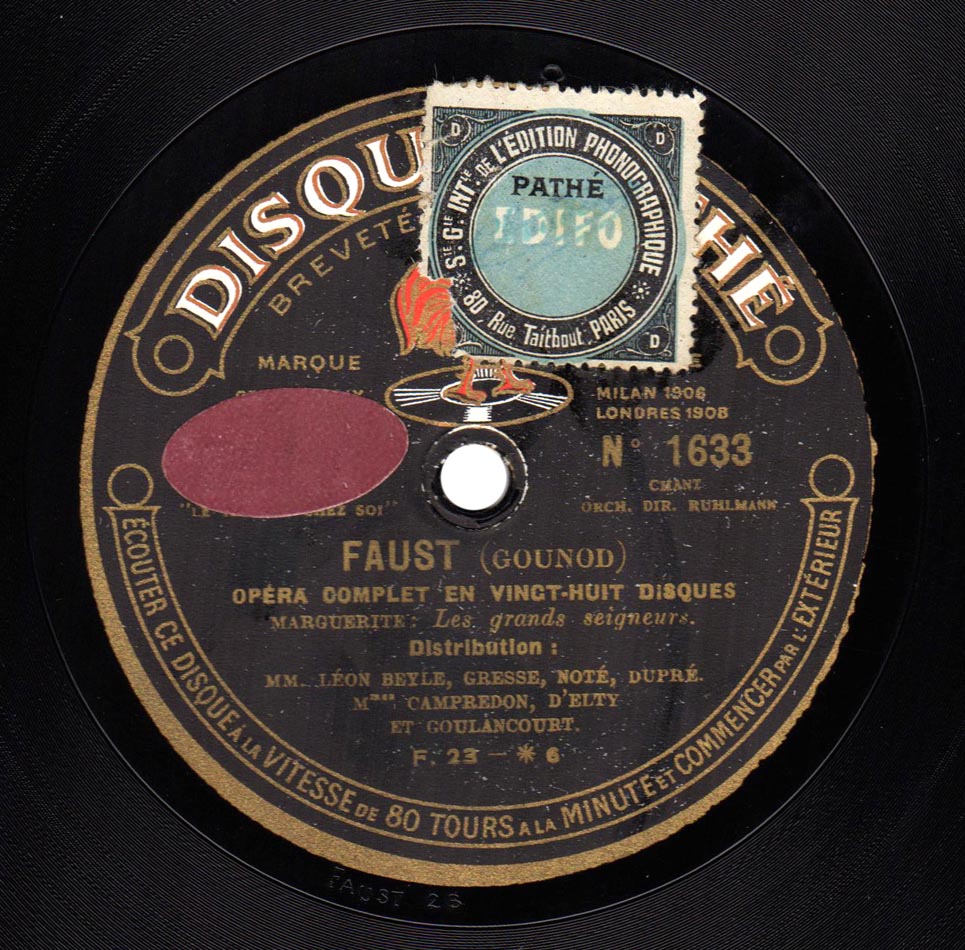 DISQU HÉ
BREVETÉ
Sté. Gle. INTle. DE L'ÉDITION PHONOGRAPHIQUE
PATHÉ
EDIFO
80 Rue Taitbout, PARIS
D
D
D
MARQUE
MILAN 1906
LONDRES 1908
N° 1633
CHANT
ORCH. DIR. RUHLMANN
SOI"
FAUST (GOUNOD)
OPÉRA COMPLET EN VINGT-HUIT DISQUES
MARGUERITE: Les grands seigneurs.
Distribution :
MM. LÉON BEYLE, GRESSE, NOTÉ, DUPRÉ.
Mmes CAMPREDON, D'ELTY
ET GOULANCOURT.
F. 23 — * 6
ÉCOUTER CE DISQUE À LA VITESSE DE 80 TOURS A LA MINUTE ET COMMENCER PAR L'EXTÉRIEUR
FAUST 23